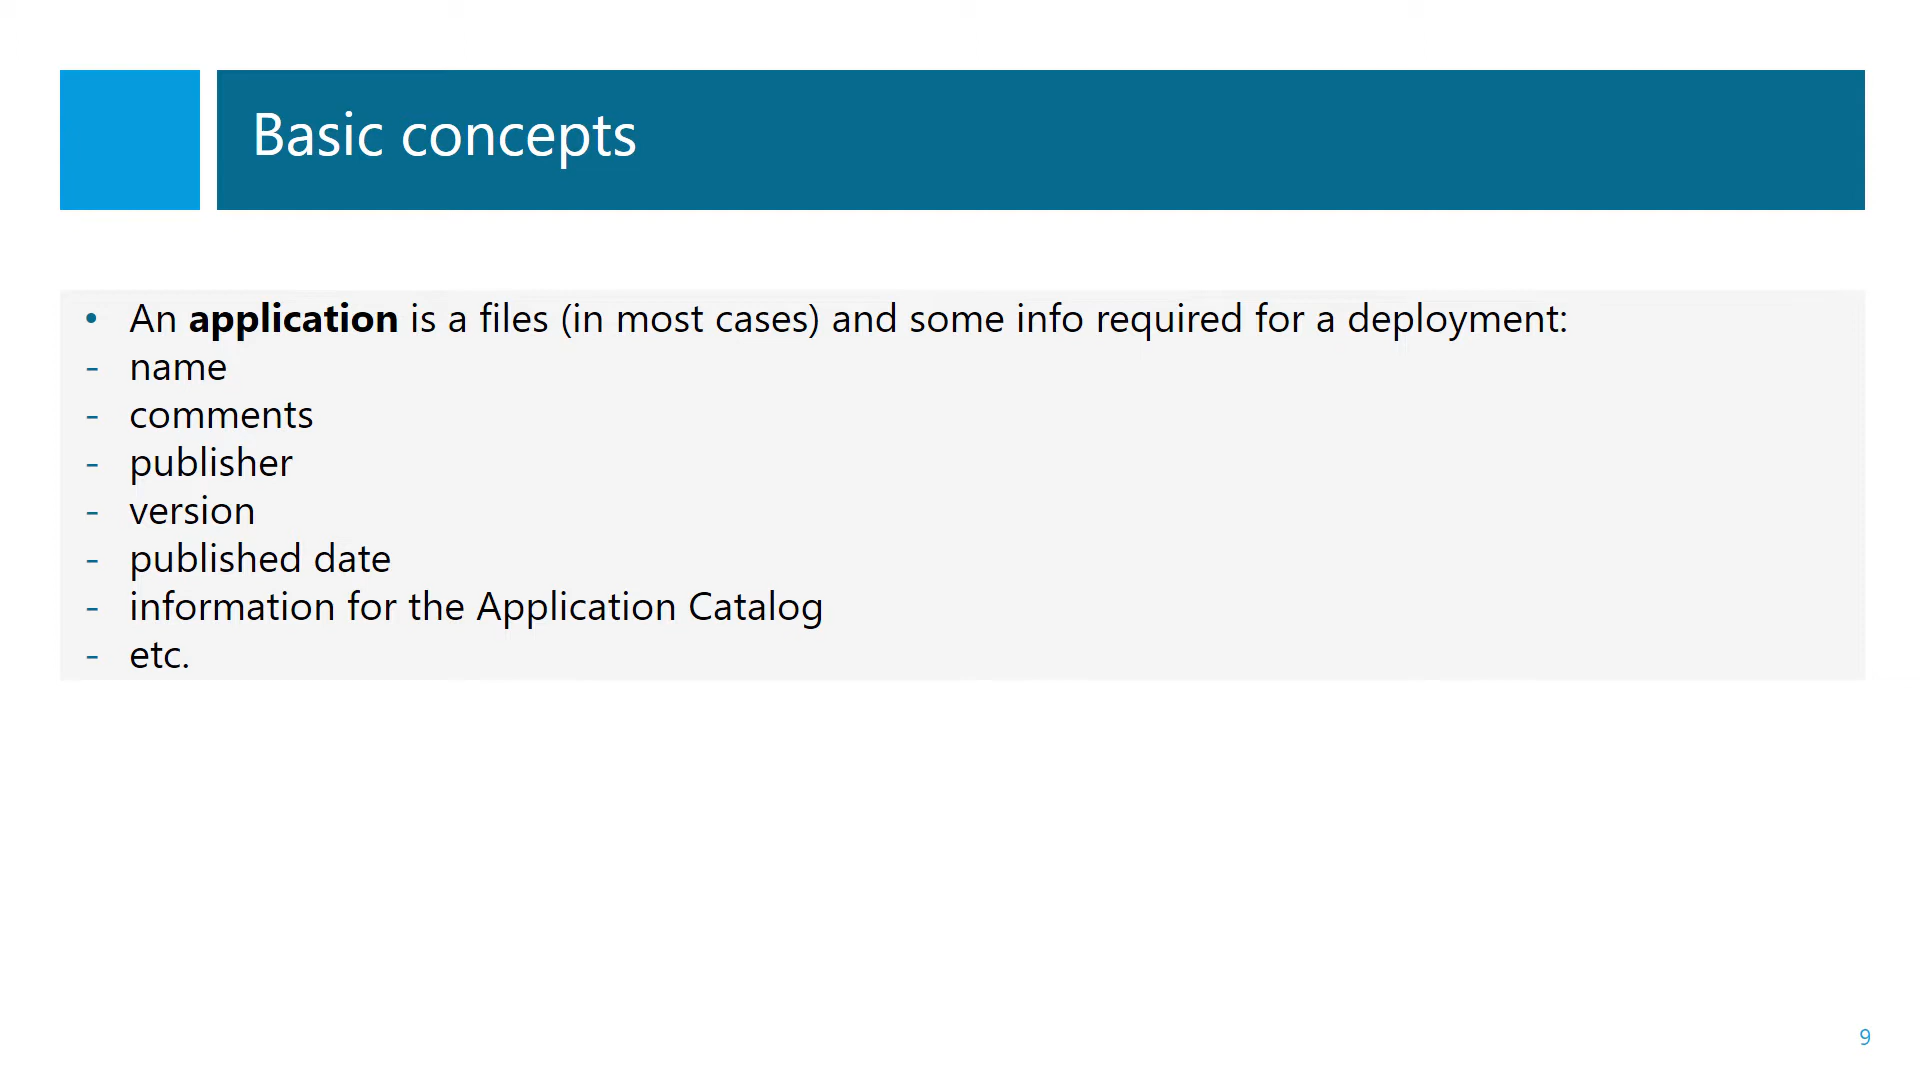 Basic concepts
• An application is a files (in most cases) and some info required for a deployment:
- name
- comments
- publisher
- version
- published date
- information for the Application Catalog
- etc.
9